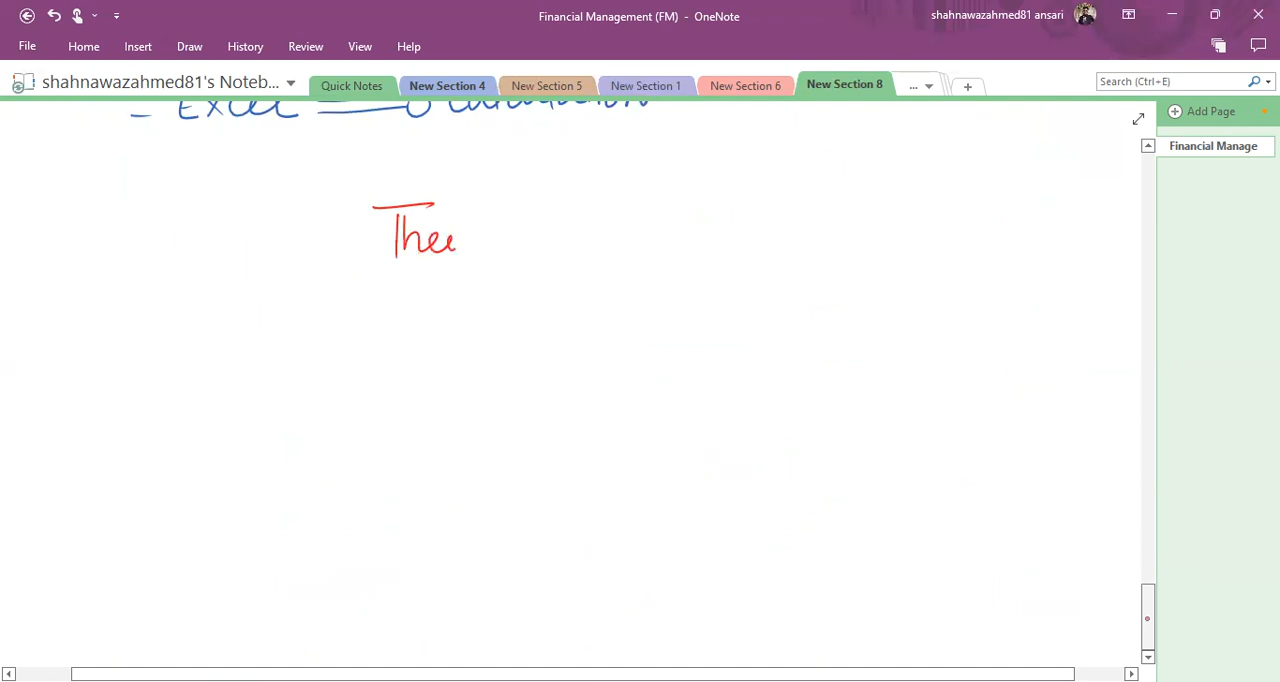 Financial Management (FM) - OneNote
shahnawazahmed81 ansari
File Home Insert Draw History Review View Help
shahnawazahmed81's Noteb...
Quick Notes New Section 4 New Section 5 New Section 1 New Section 6 New Section 8 ... +
Search (Ctrl+E)
Add Page
Financial Manage
- Excel
Thee